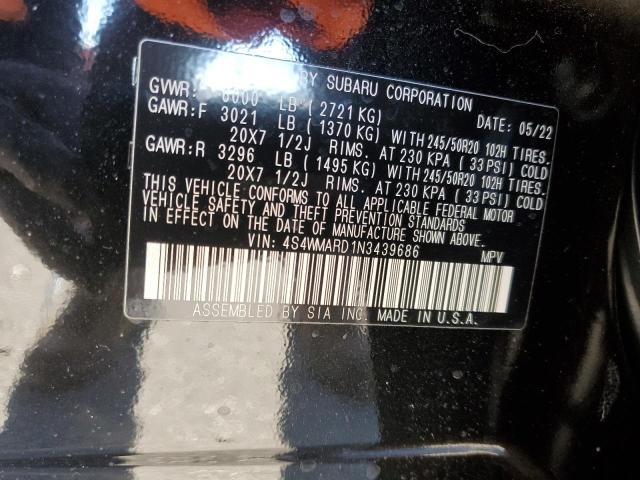 BY SUBARU CORPORATION DATE: 05/22
GVWR: 6000 LB (2721 KG)
GAWR:F 3021 LB (1370 KG) WITH 245/50R20 102H TIRES.
20X7 1/2J RIMS. AT 230 KPA (33 PSI) COLD
GAWR:R 3296 LB (1495 KG) WITH 245/50R20 102H TIRES.
20X7 1/2J RIMS. AT 230 KPA (33 PSI) COLD
THIS VEHICLE CONFORMS TO ALL APPLICABLE FEDERAL MOTOR
VEHICLE SAFETY AND THEFT PREVENTION STANDARDS
IN EFFECT ON THE DATE OF MANUFACTURE SHOWN ABOVE.
VIN: 4S4WMARD1N3439686 MPV
ASSEMBLED BY SIA INC. MADE IN U.S.A.